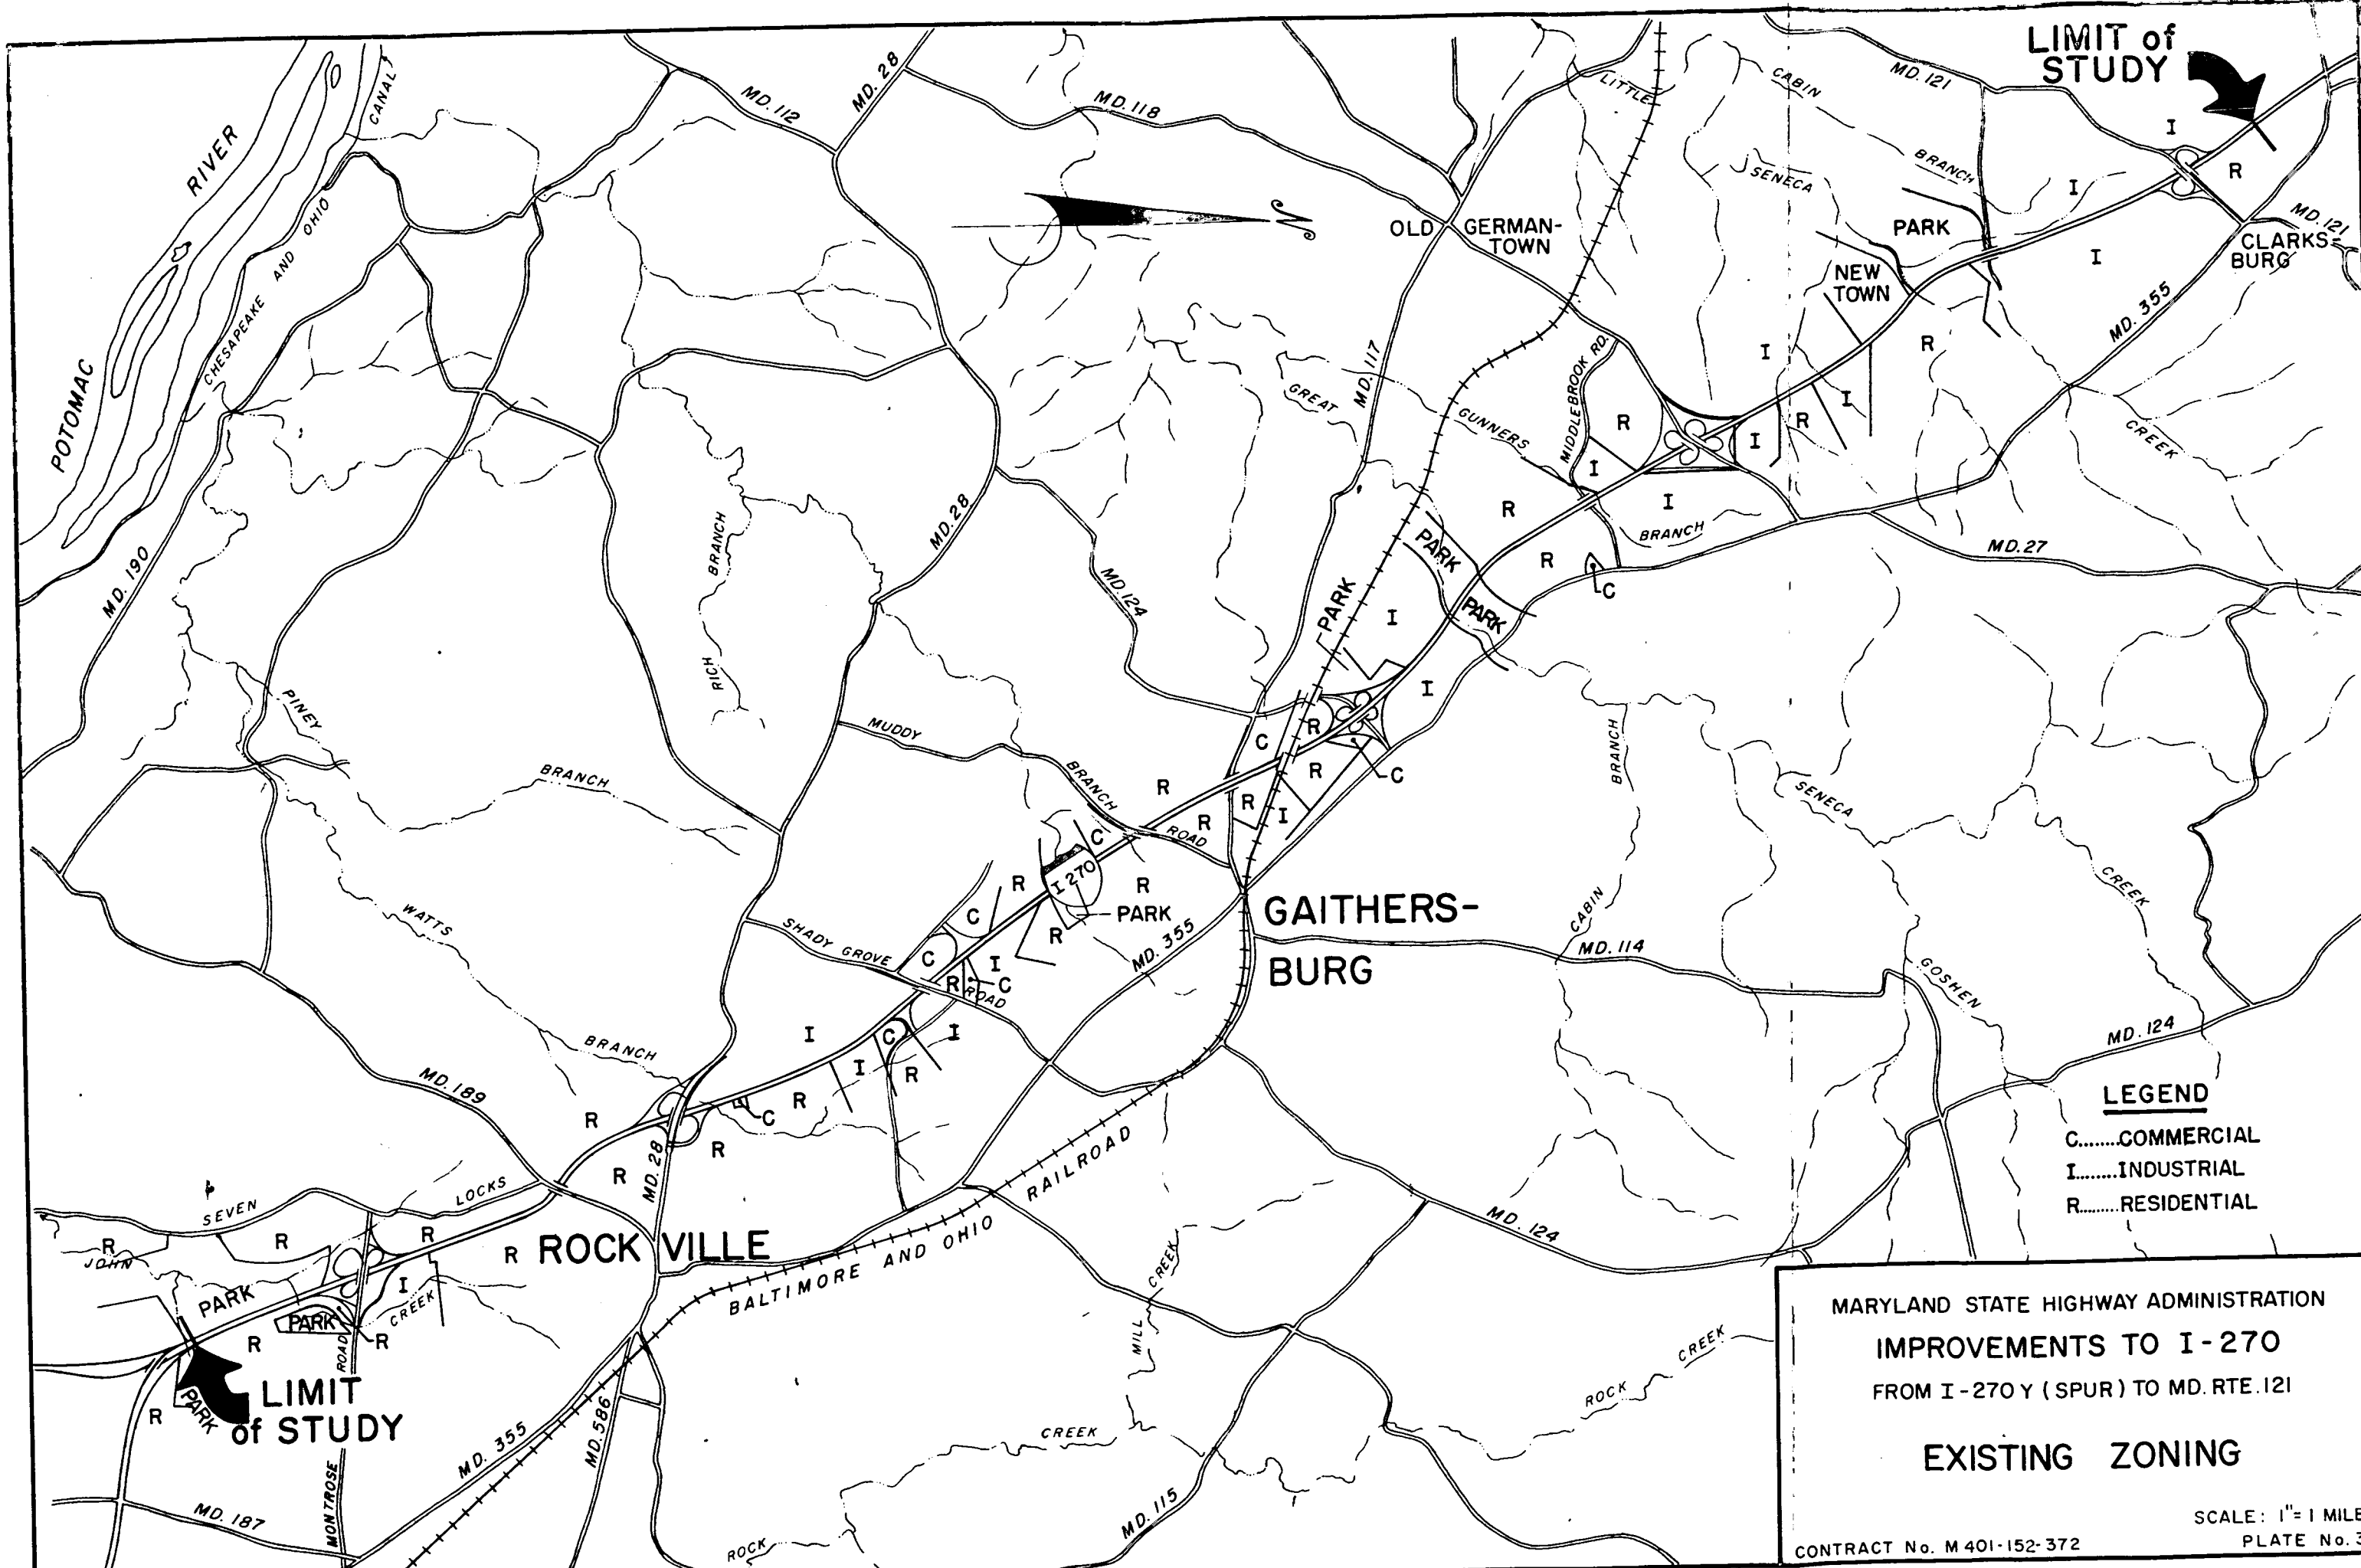 LIMIT of
STUDY
MD. 28
MD. 112
MD. 118
MD. 121
CANAL
LITTLE
CABIN
BRANCH
SENECA
I
R
I
RIVER
CHESAPEAKE AND OHIO
N
OLD GERMAN-
TOWN
PARK
NEW
TOWN
MD. 121
CLARKS-
BURG
I
MD. 355
R
I
I
R
I
POTOMAC
MD. 117
GREAT
GUNNERS
MIDDLEBROOK RD.
R
I
I
BRANCH
CREEK
MD. 27
MD. 190
RICH
BRANCH
MD. 28
MD. 124
R
PARK
PARK
PARK
R
C
I
I
PINEY
BRANCH
MUDDY
BRANCH
ROAD
C
R
R
C
R
I
R
R
BRANCH
CABIN
SENECA
CREEK
GOSHEN
WATTS
BRANCH
C
I 270
R
R
PARK
R
SHADY GROVE
ROAD
C
C
I
C
R
MD. 355
GAITHERS-
BURG
MD. 114
MD. 124
I
C
I
I
R
R
C
MD. 189
R
R
R
MD. 28
SEVEN
LOCKS
R
JOHN
R
R
R
ROCKVILLE
BALTIMORE AND OHIO
RAILROAD
MD. 124
PARK
PARK
I
CREEK
R
R
ROAD
MONTROSE
LIMIT
of STUDY
PARK
R
MD. 187
MD. 355
MD. 586
MILL
CREEK
CREEK
ROCK
MD. 115
ROCK
CREEK
LEGEND
C........COMMERCIAL
I........INDUSTRIAL
R.........RESIDENTIAL
MARYLAND STATE HIGHWAY ADMINISTRATION
IMPROVEMENTS TO I-270
FROM I-270Y (SPUR) TO MD. RTE. 121
EXISTING ZONING
SCALE: 1"= 1 MILE
CONTRACT No. M 401-152-372
PLATE No. 3